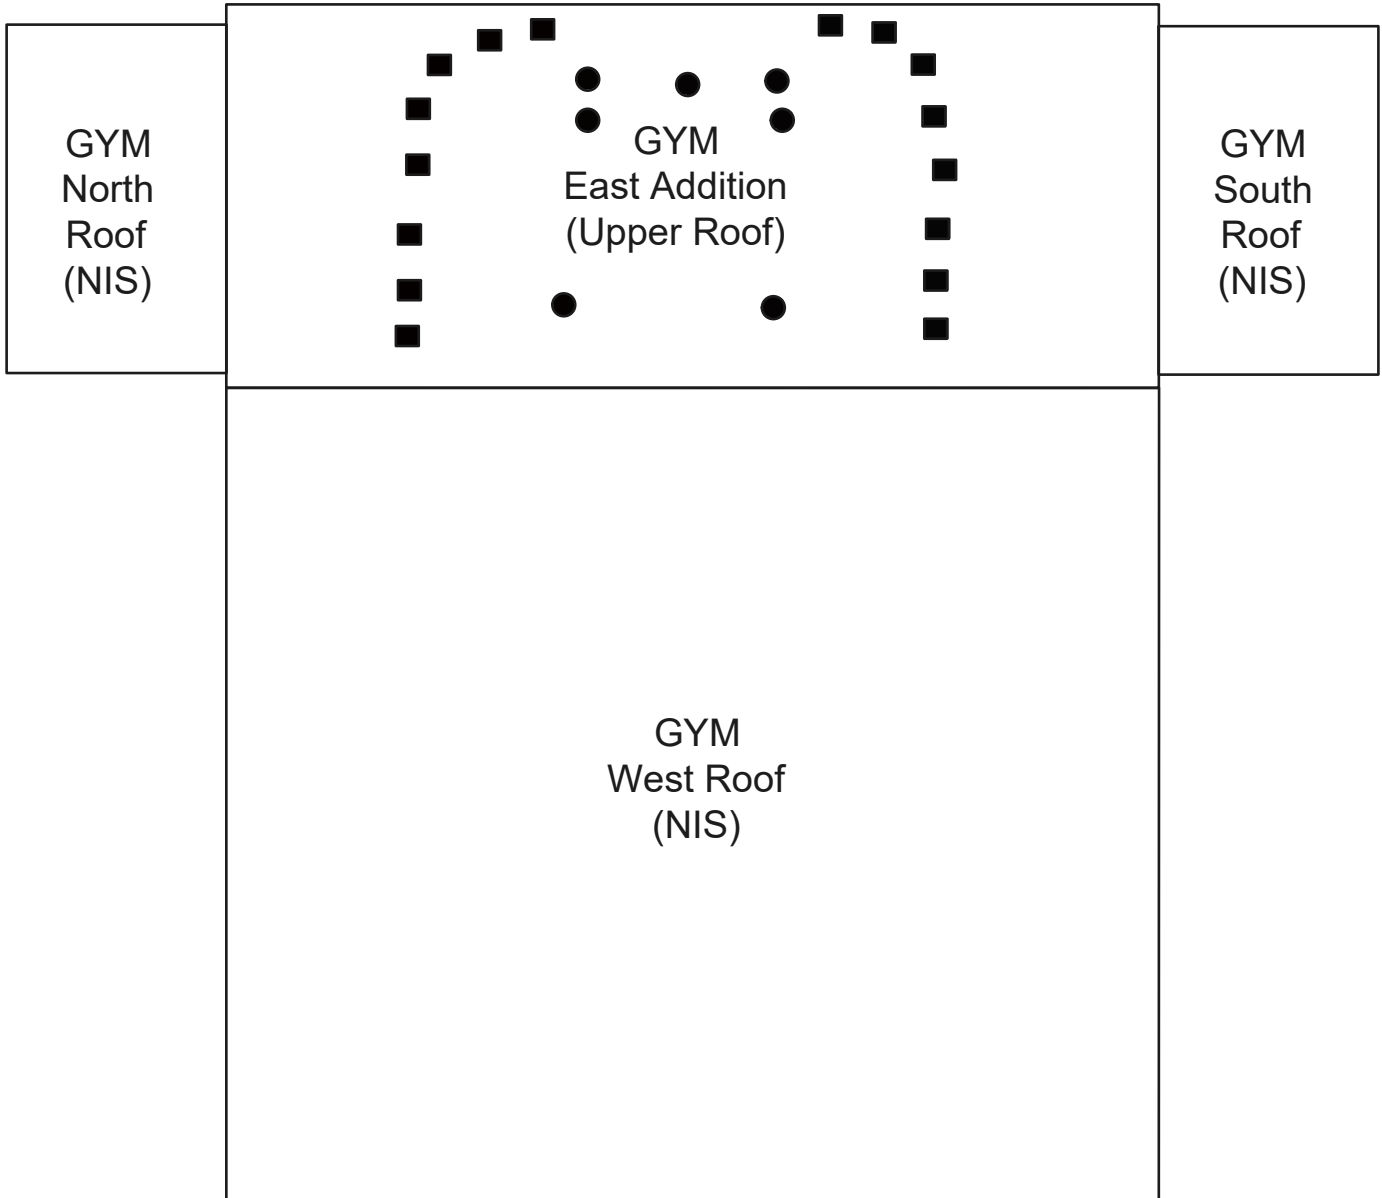 GYM
North
Roof
(NIS)
GYM
East Addition
(Upper Roof)
GYM
South
Roof
(NIS)
GYM
West Roof
(NIS)